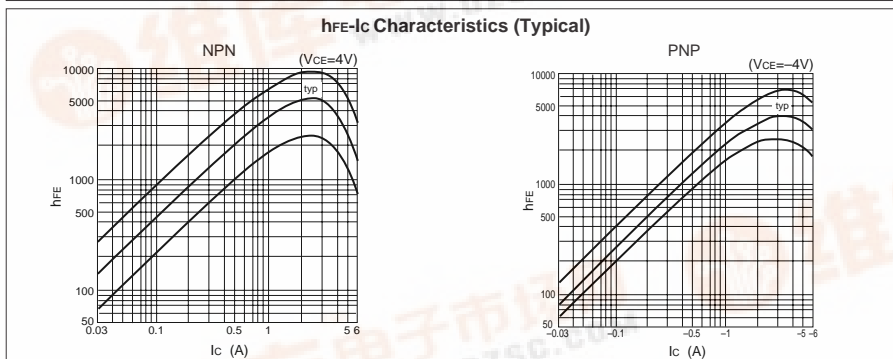 hFE-IC Characteristics (Typical)
NPN
(VCE=4V)
10000
5000
1000
500
100
50
hFE
typ
0.03
0.1
0.5
1
5 6
IC (A)
PNP
(VCE=–4V)
10000
5000
1000
500
100
50
hFE
typ
–0.03
–0.1
–0.5
–1
–5 –6
IC (A)